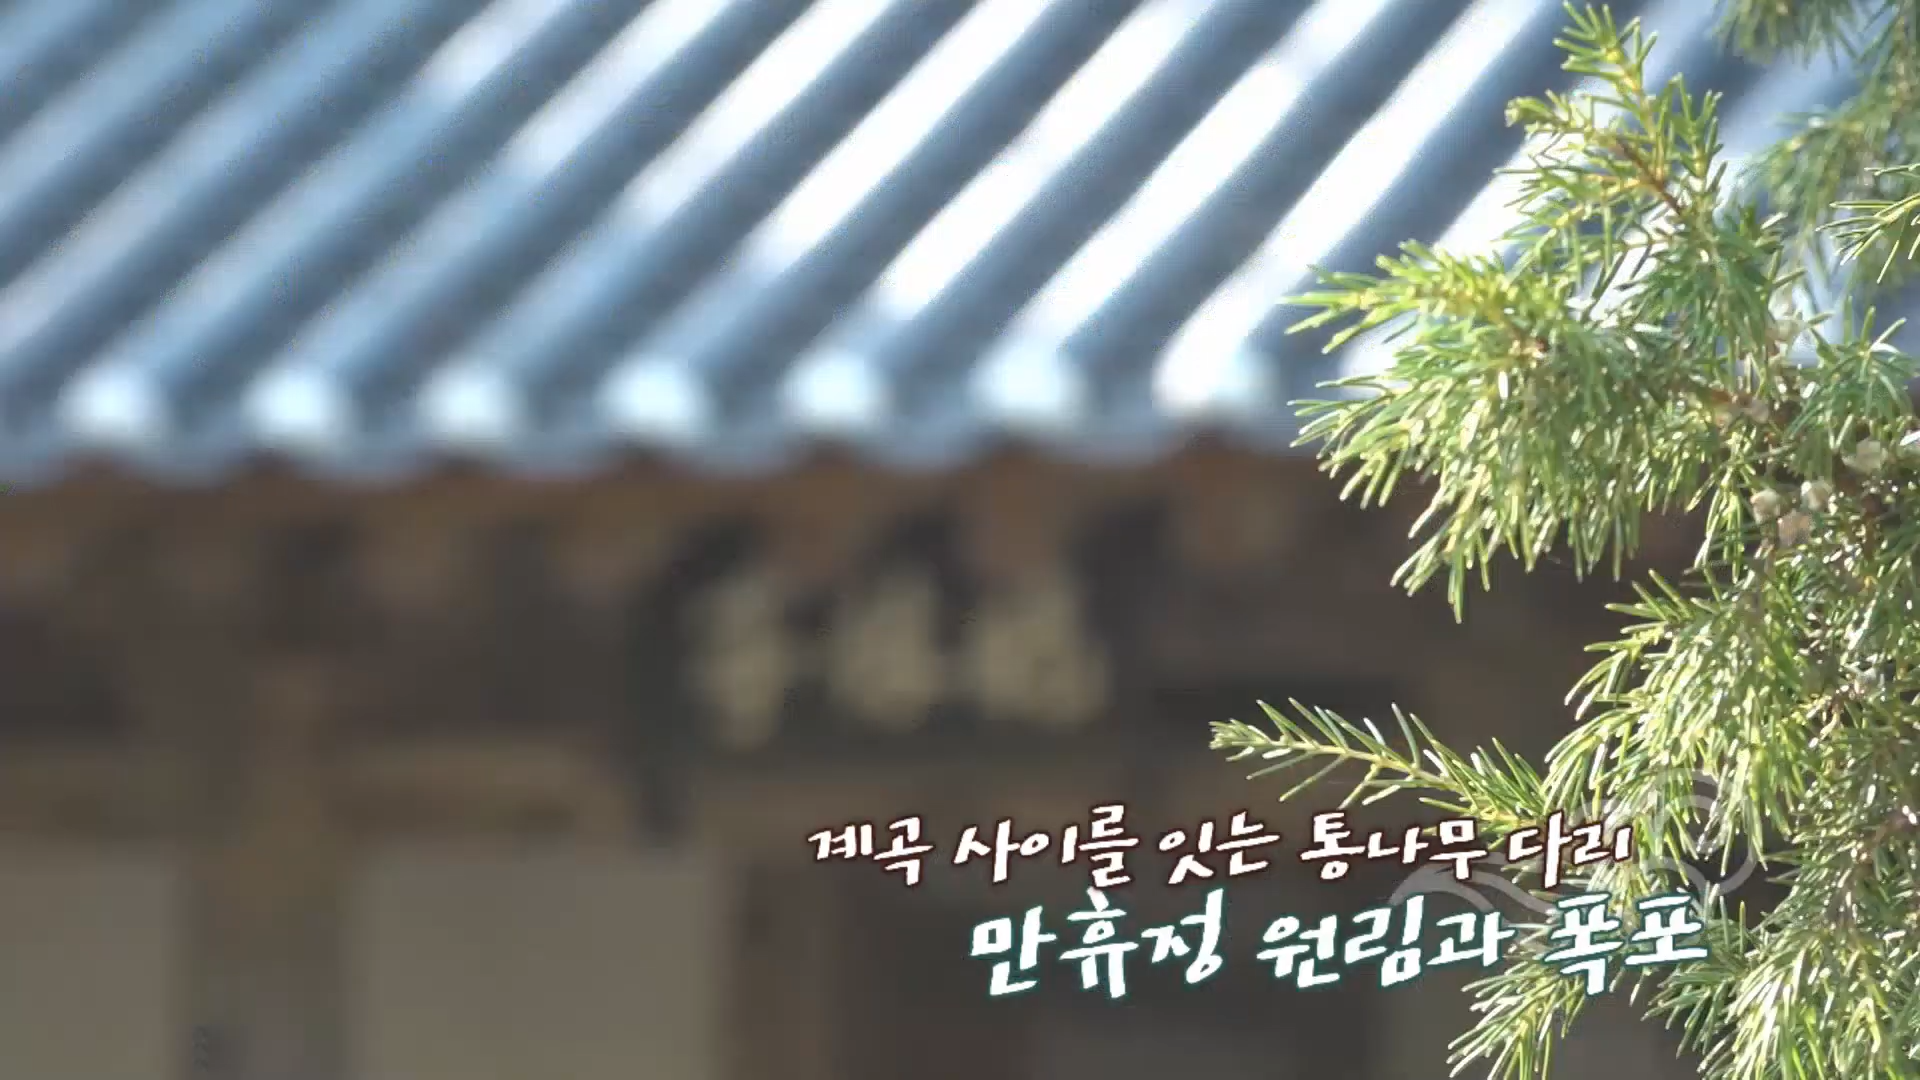 계곡 사이를 잇는 통나무 다리
만휴정 원림과 폭포